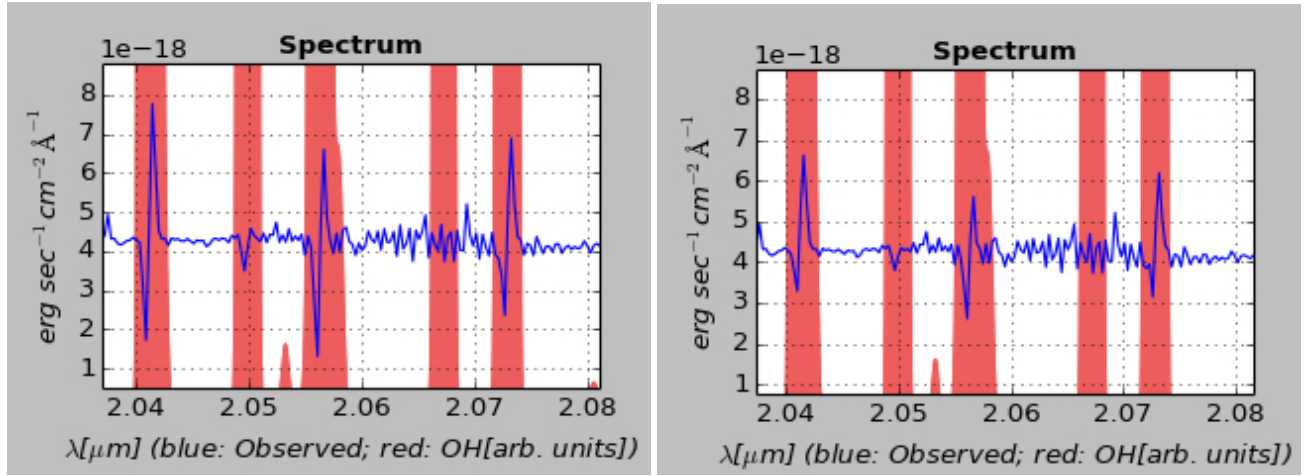 Spectrum
1e−18
8
7
6
5
4
3
2
1
erg sec⁻¹ cm⁻² Å⁻¹
2.04 2.05 2.06 2.07 2.08
λ[μm] (blue: Observed; red: OH[arb. units])
Spectrum
1e−18
8
7
6
5
4
3
2
1
erg sec⁻¹ cm⁻² Å⁻¹
2.04 2.05 2.06 2.07 2.08
λ[μm] (blue: Observed; red: OH[arb. units])